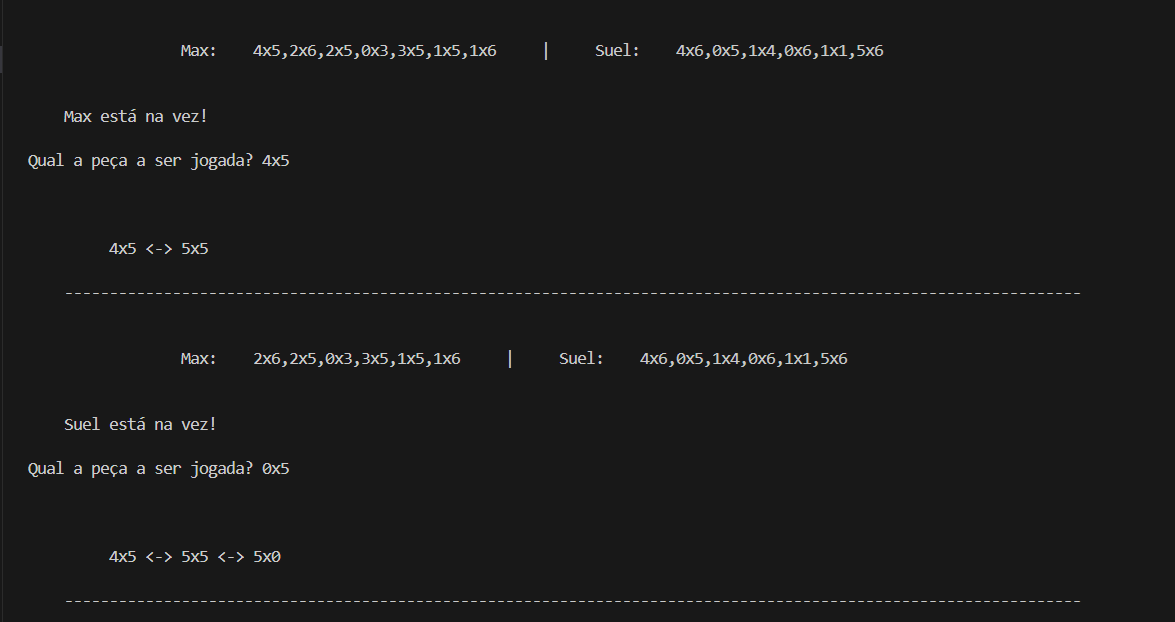 Max:    4x5,2x6,2x5,0x3,3x5,1x5,1x6     |     Suel:    4x6,0x5,1x4,0x6,1x1,5x6
Max está na vez!
Qual a peça a ser jogada? 4x5
4x5 <-> 5x5
-----------------------------------------------------------------------------------------------------------------
Max:    2x6,2x5,0x3,3x5,1x5,1x6     |     Suel:    4x6,0x5,1x4,0x6,1x1,5x6
Suel está na vez!
Qual a peça a ser jogada? 0x5
4x5 <-> 5x5 <-> 5x0
-----------------------------------------------------------------------------------------------------------------